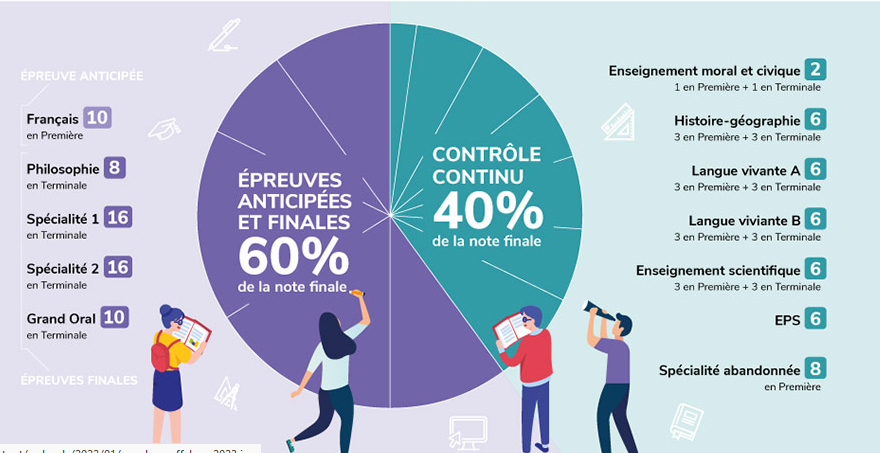 ÉPREUVE ANTICIPÉE
Français 10
en Première
Philosophie 8
en Terminale
Spécialité 1 16
en Terminale
Spécialité 2 16
en Terminale
Grand Oral 10
en Terminale
ÉPREUVES FINALES
ÉPREUVES
ANTICIPÉES
ET FINALES
60%
de la note finale
CONTRÔLE
CONTINU
40%
de la note finale
Enseignement moral et civique 2
1 en Première + 1 en Terminale
Histoire-géographie 6
3 en Première + 3 en Terminale
Langue vivante A 6
3 en Première + 3 en Terminale
Langue viviante B 6
3 en Première + 3 en Terminale
Enseignement scientifique 6
3 en Première + 3 en Terminale
EPS 6
Spécialité abandonnée 8
en Première